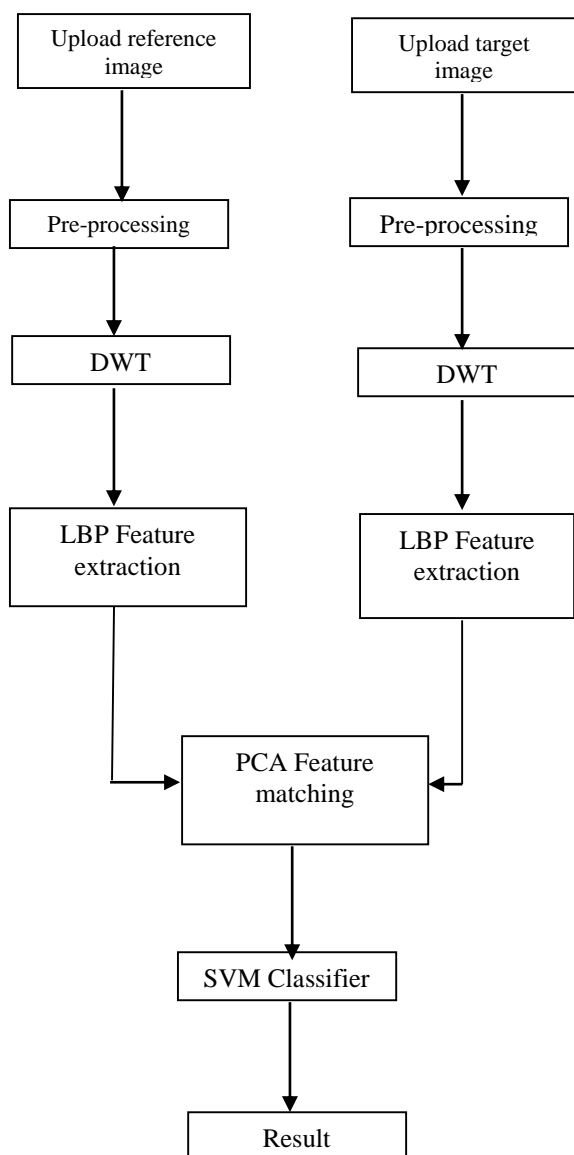 Upload reference
image
Upload target
image
Pre-processing
Pre-processing
DWT
DWT
LBP Feature
extraction
LBP Feature
extraction
PCA Feature
matching
SVM Classifier
Result